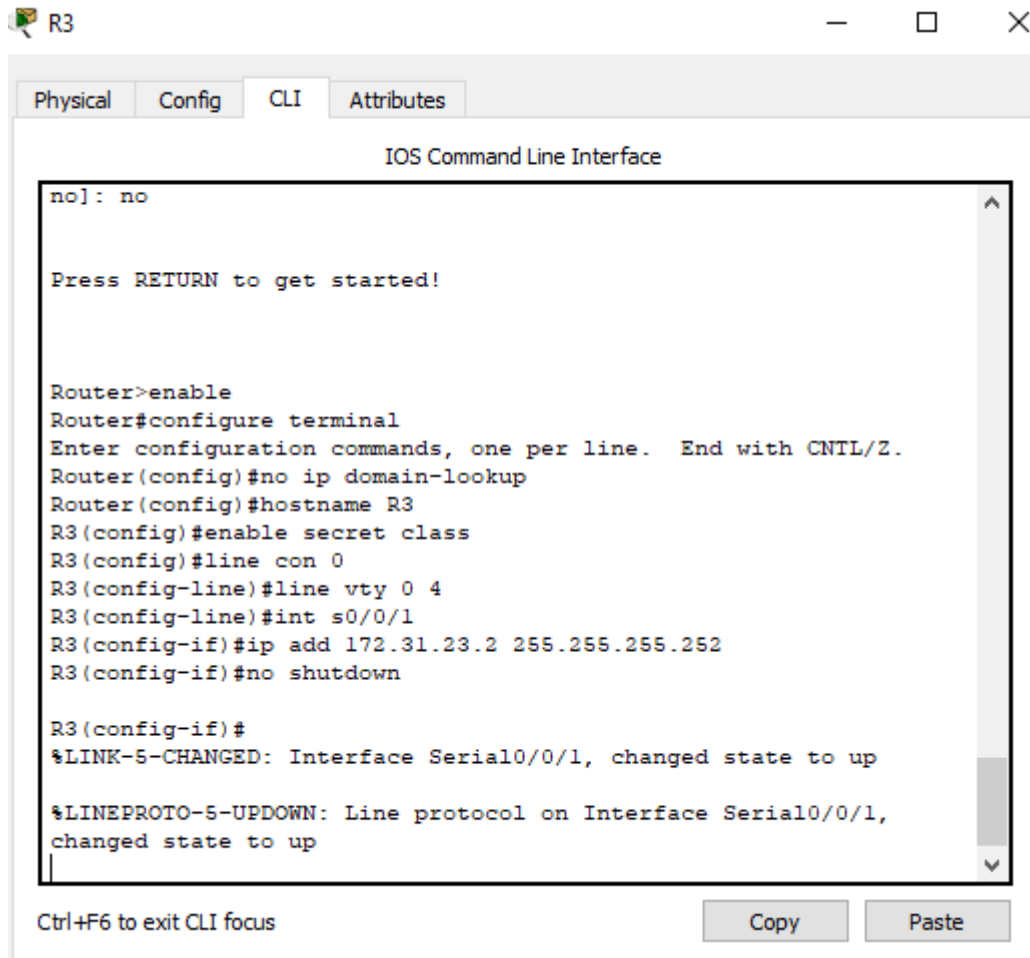 R3
Physical Config CLI Attributes
IOS Command Line Interface
no]: no
Press RETURN to get started!
Router>enable
Router#configure terminal
Enter configuration commands, one per line.  End with CNTL/Z.
Router(config)#no ip domain-lookup
Router(config)#hostname R3
R3(config)#enable secret class
R3(config)#line con 0
R3(config-line)#line vty 0 4
R3(config-line)#int s0/0/1
R3(config-if)#ip add 172.31.23.2 255.255.255.252
R3(config-if)#no shutdown
R3(config-if)#
%LINK-5-CHANGED: Interface Serial0/0/1, changed state to up
%LINEPROTO-5-UPDOWN: Line protocol on Interface Serial0/0/1,
changed state to up
Ctrl+F6 to exit CLI focus Copy Paste